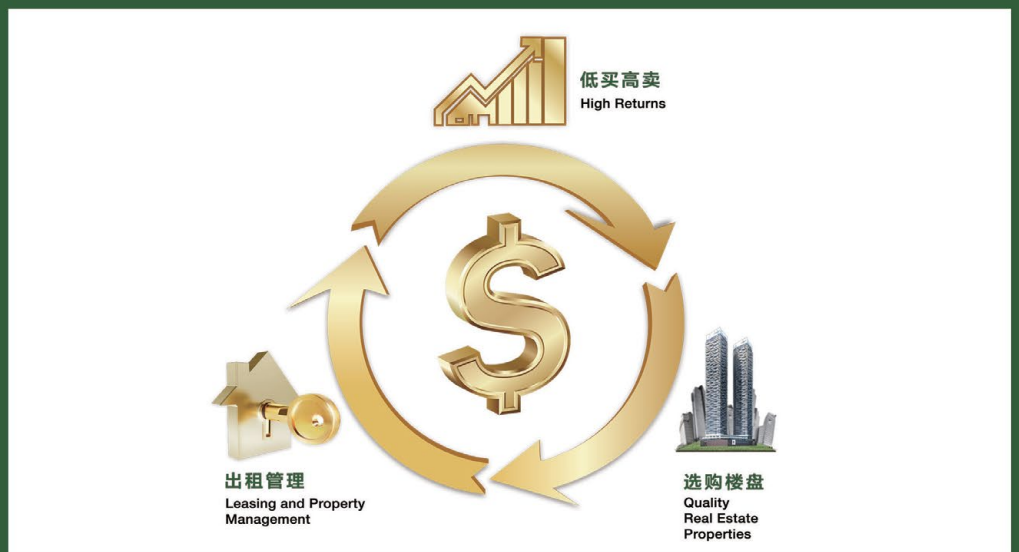 低买高卖
High Returns
出租管理
Leasing and Property
Management
选购楼盘
Quality
Real Estate
Properties